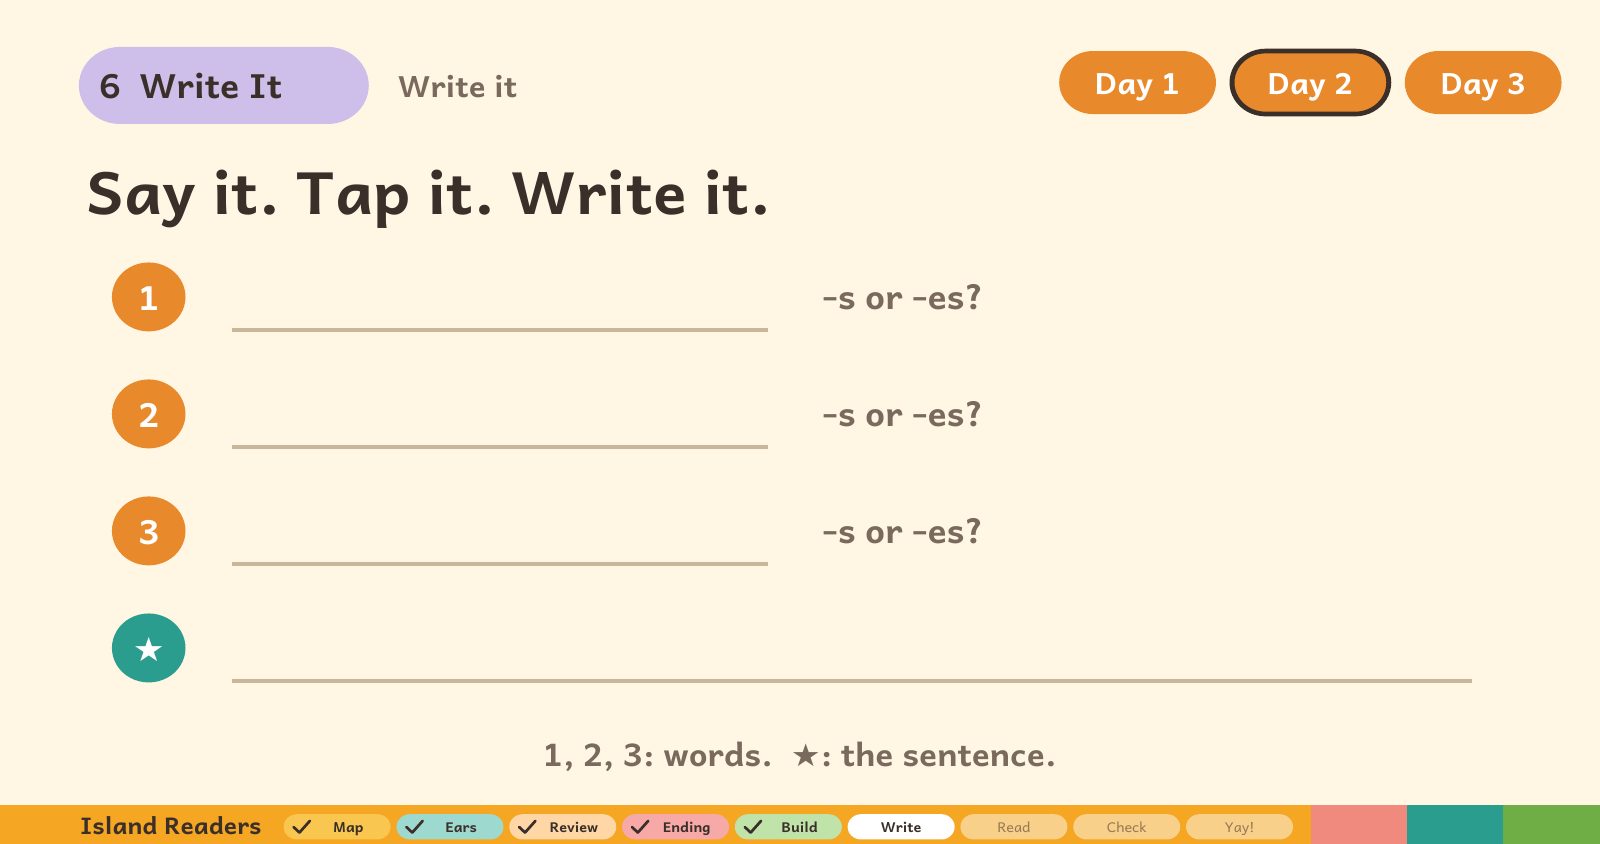 6 Write It
Write it
Day 1
Day 2
Day 3
Say it. Tap it. Write it.
1
-s or -es?
2
-s or -es?
3
-s or -es?
★
1, 2, 3: words. ★: the sentence.
Island Readers
✓ Map
✓ Ears
✓ Review
✓ Ending
✓ Build
Write
Read
Check
Yay!